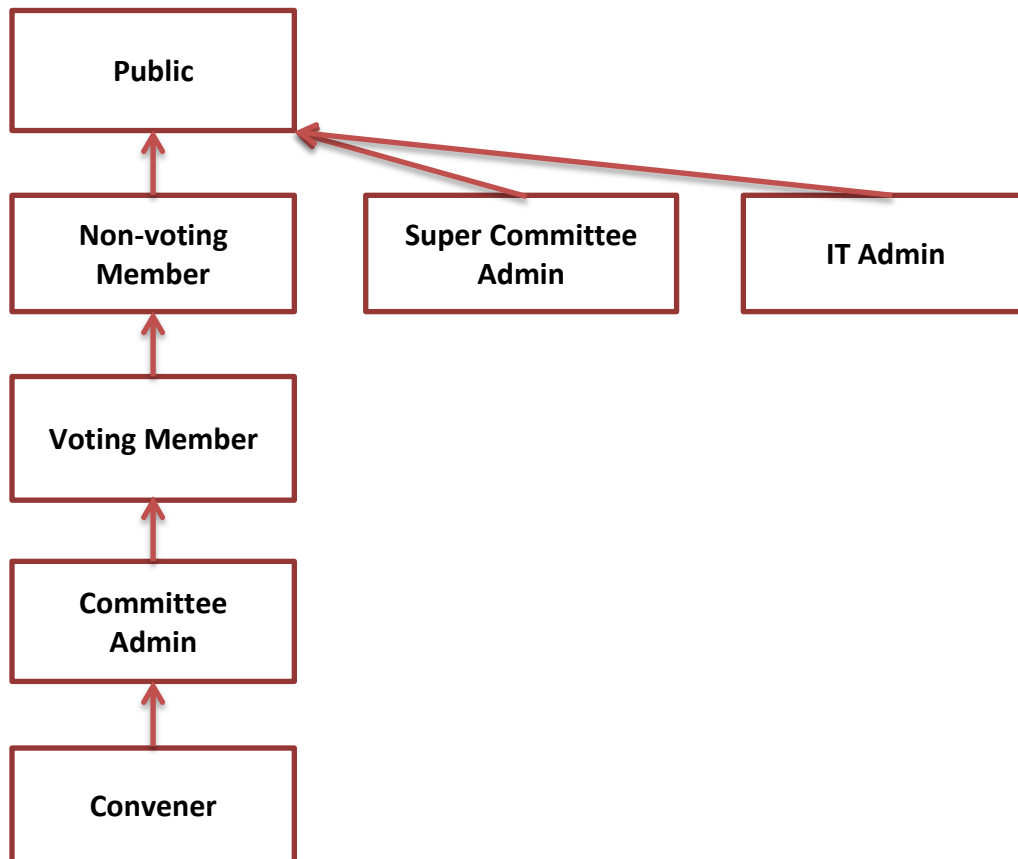 Public
Non-voting
Member
Super Committee
Admin
IT Admin
Voting Member
Committee
Admin
Convener